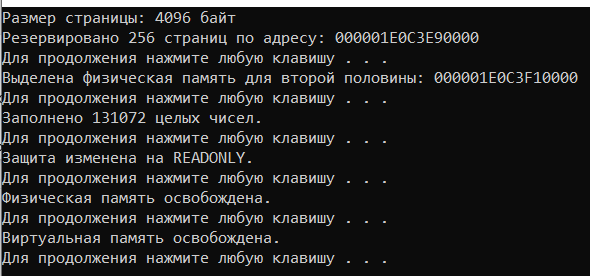 Размер страницы: 4096 байт
Резервировано 256 страниц по адресу: 000001E0C3E90000
Для продолжения нажмите любую клавишу . . .
Выделена физическая память для второй половины: 000001E0C3F10000
Для продолжения нажмите любую клавишу . . .
Заполнено 131072 целых чисел.
Для продолжения нажмите любую клавишу . . .
Защита изменена на READONLY.
Для продолжения нажмите любую клавишу . . .
Физическая память освобождена.
Для продолжения нажмите любую клавишу . . .
Виртуальная память освобождена.
Для продолжения нажмите любую клавишу . . .